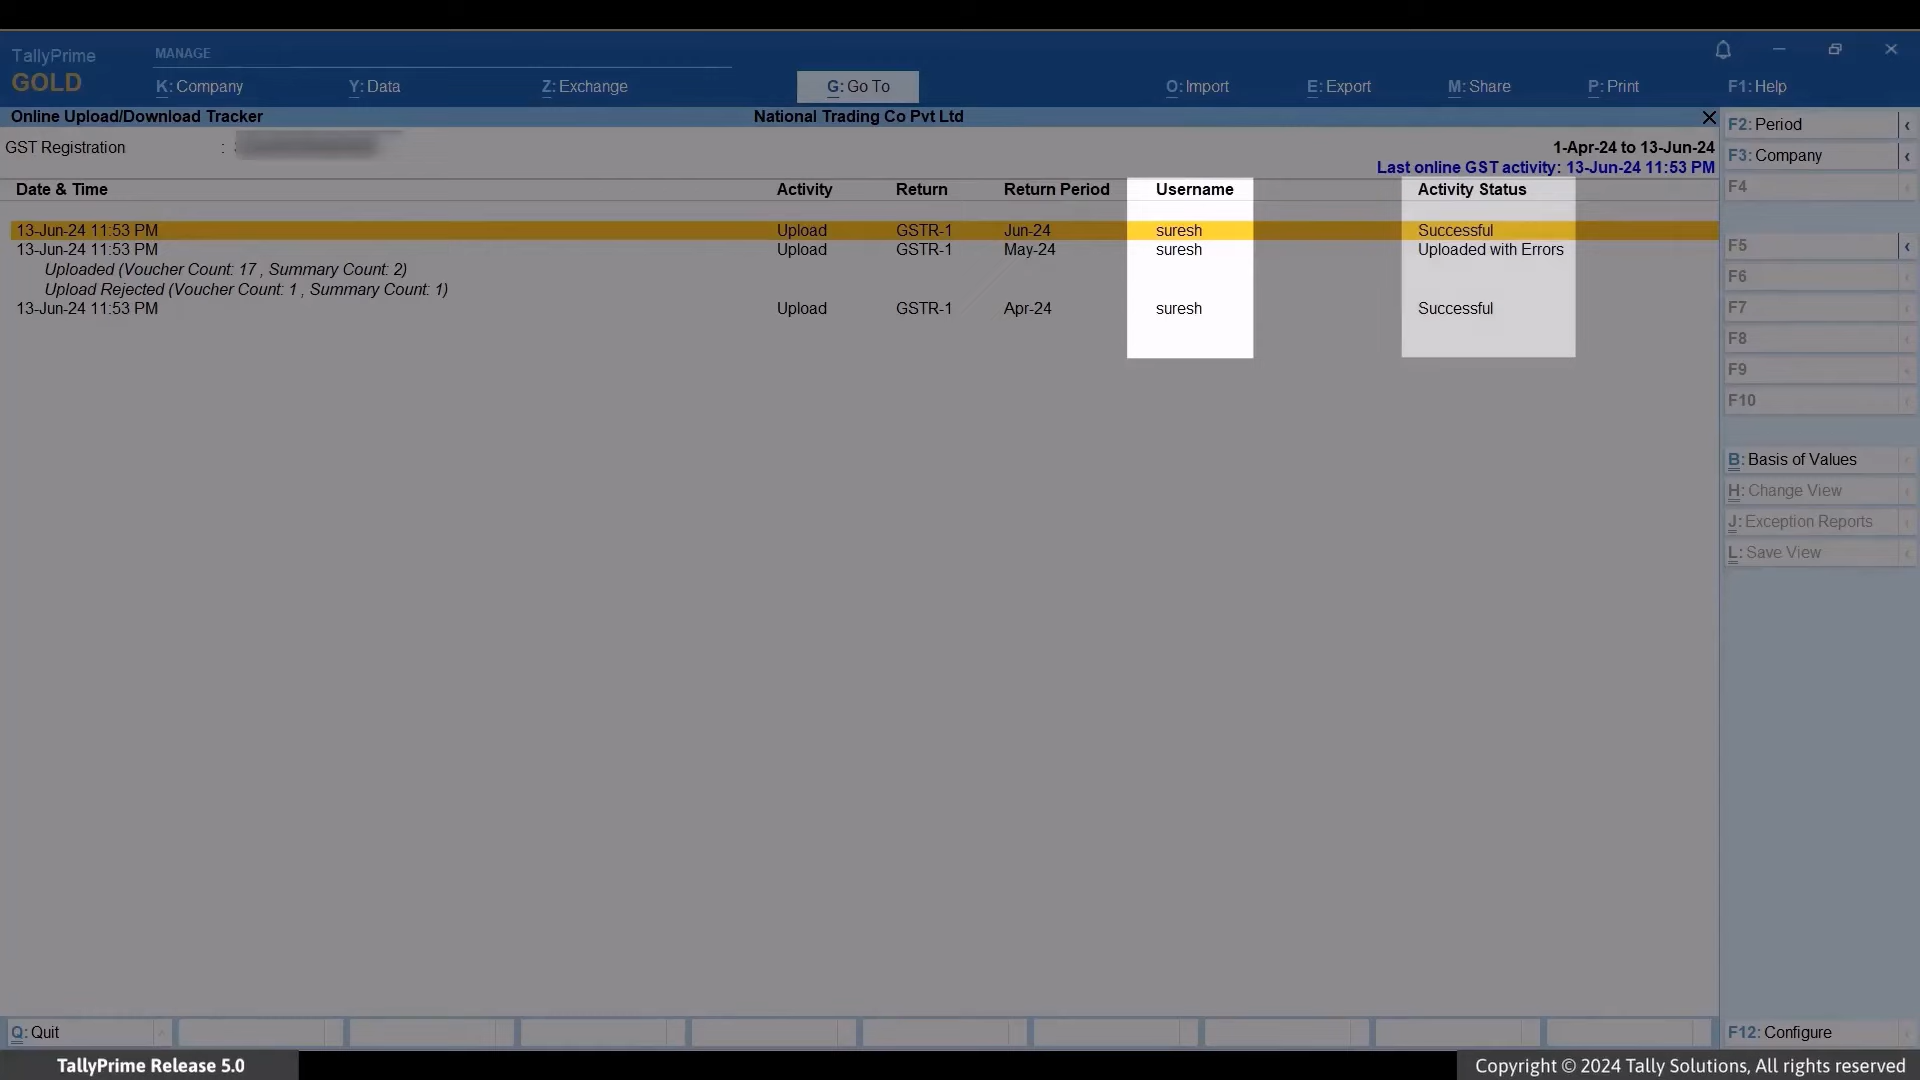 TallyPrime
GOLD
MANAGE
K: Company
Y: Data
Z: Exchange
G: Go To
O: Import
E: Export
M: Share
P: Print
F1: Help
Online Upload/Download Tracker
National Trading Co Pvt Ltd
GST Registration :
1-Apr-24 to 13-Jun-24
Last online GST activity: 13-Jun-24 11:53 PM
Date & Time Activity Return Return Period Username Activity Status
13-Jun-24 11:53 PM Upload GSTR-1 Jun-24 suresh Successful
13-Jun-24 11:53 PM Upload GSTR-1 May-24 suresh Uploaded with Errors
Uploaded (Voucher Count: 17 , Summary Count: 2)
Upload Rejected (Voucher Count: 1 , Summary Count: 1)
13-Jun-24 11:53 PM Upload GSTR-1 Apr-24 suresh Successful
F2: Period
F3: Company
F4
F5
F6
F7
F8
F9
F10
B: Basis of Values
H: Change View
J: Exception Reports
L: Save View
Q: Quit
F12: Configure
TallyPrime Release 5.0
Copyright © 2024 Tally Solutions, All rights reserved